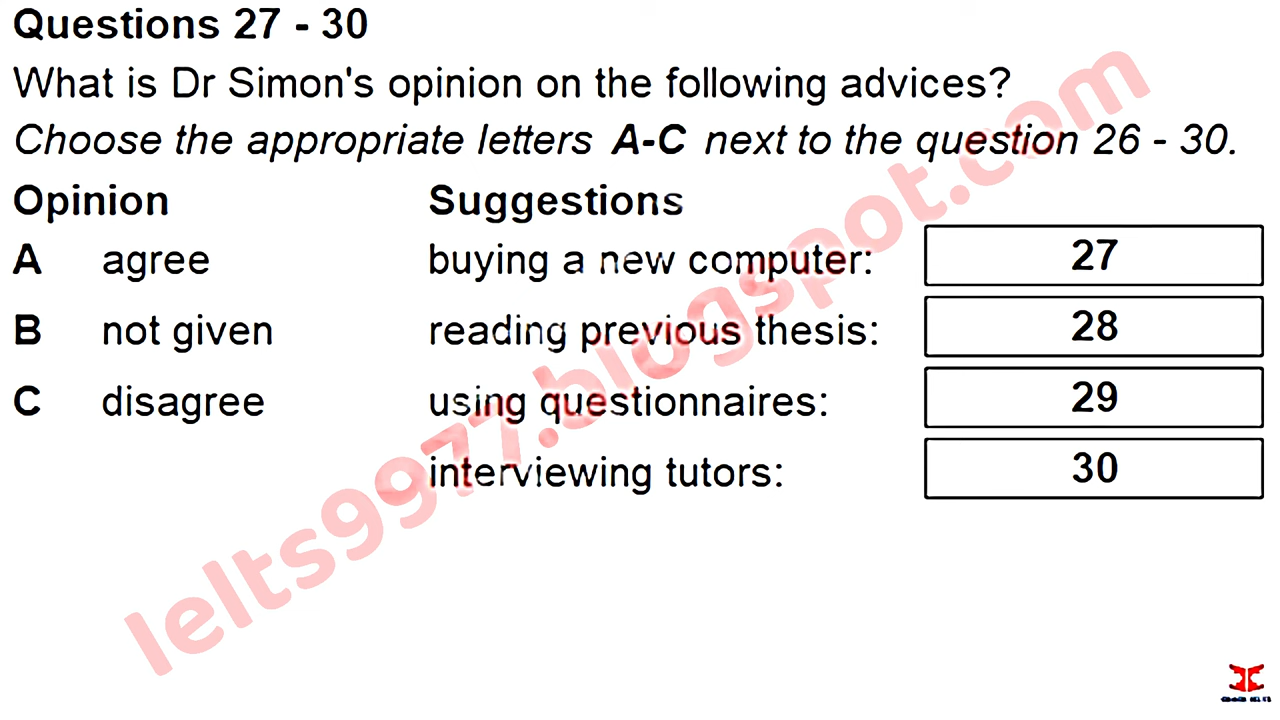 Questions 27 - 30
What is Dr Simon's opinion on the following advices?
Choose the appropriate letters A-C next to the question 26 - 30.
Opinion Suggestions
A agree buying a new computer: 27
B not given reading previous thesis: 28
C disagree using questionnaires: 29
interviewing tutors: 30
Ielts9977.blogspot.com